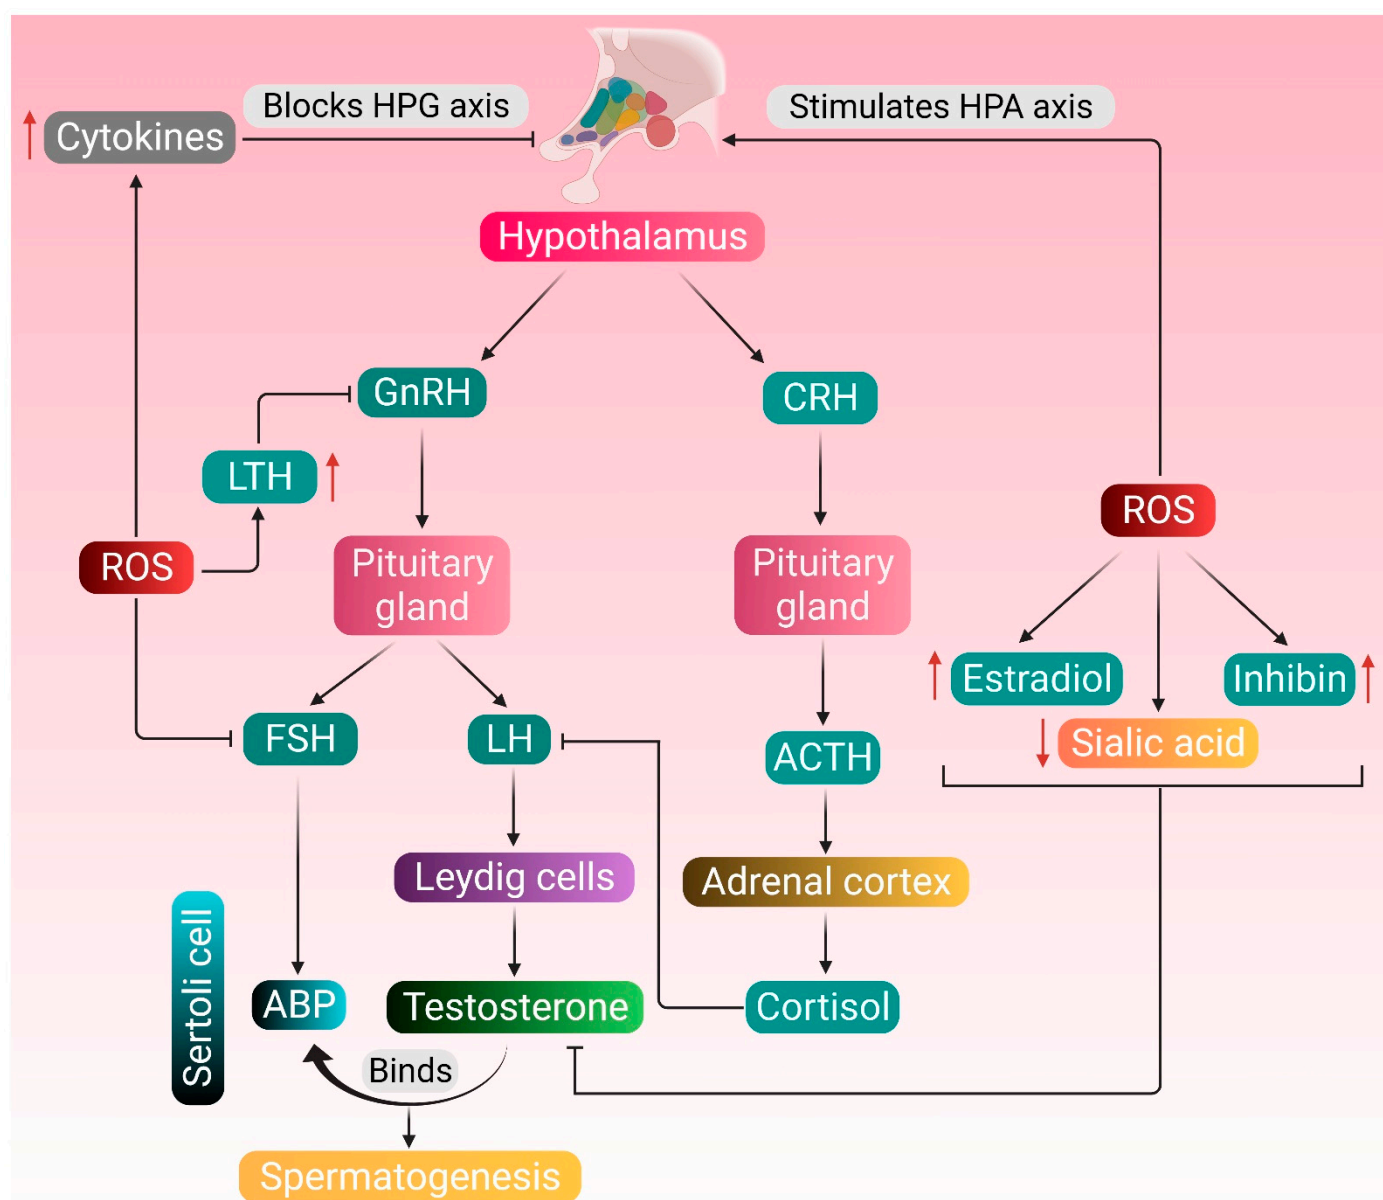 Blocks HPG axis
Stimulates HPA axis
Cytokines
Hypothalamus
GnRH
CRH
LTH
ROS
ROS
Pituitary
gland
Pituitary
gland
Estradiol
Inhibin
Sialic acid
FSH
LH
ACTH
Leydig cells
Adrenal cortex
Sertoli cell
ABP
Testosterone
Cortisol
Binds
Spermatogenesis